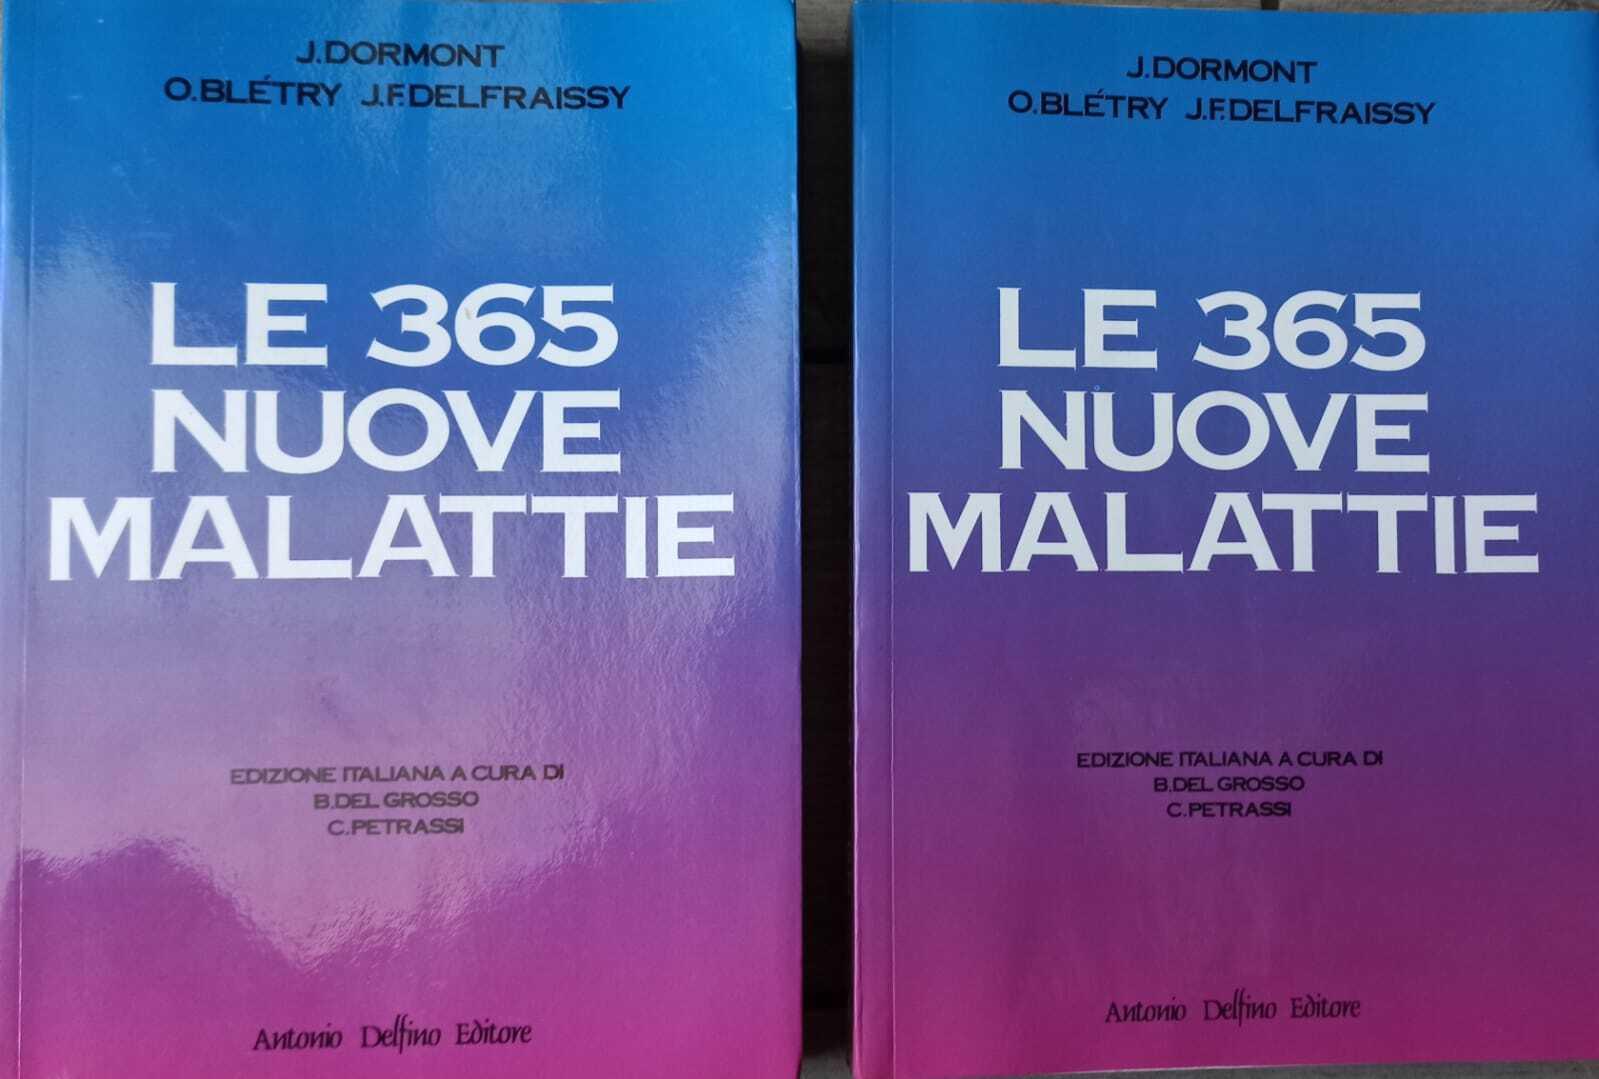 J.DORMONT
O.BLÉTRY J.F.DELFRAISSY
LE 365
NUOVE
MALATTIE
EDIZIONE ITALIANA A CURA DI
B.DEL GROSSO
C.PETRASSI
Antonio Delfino Editore
J.DORMONT
O.BLÉTRY J.F.DELFRAISSY
LE 365
NUOVE
MALATTIE
EDIZIONE ITALIANA A CURA DI
B.DEL GROSSO
C.PETRASSI
Antonio Delfino Editore